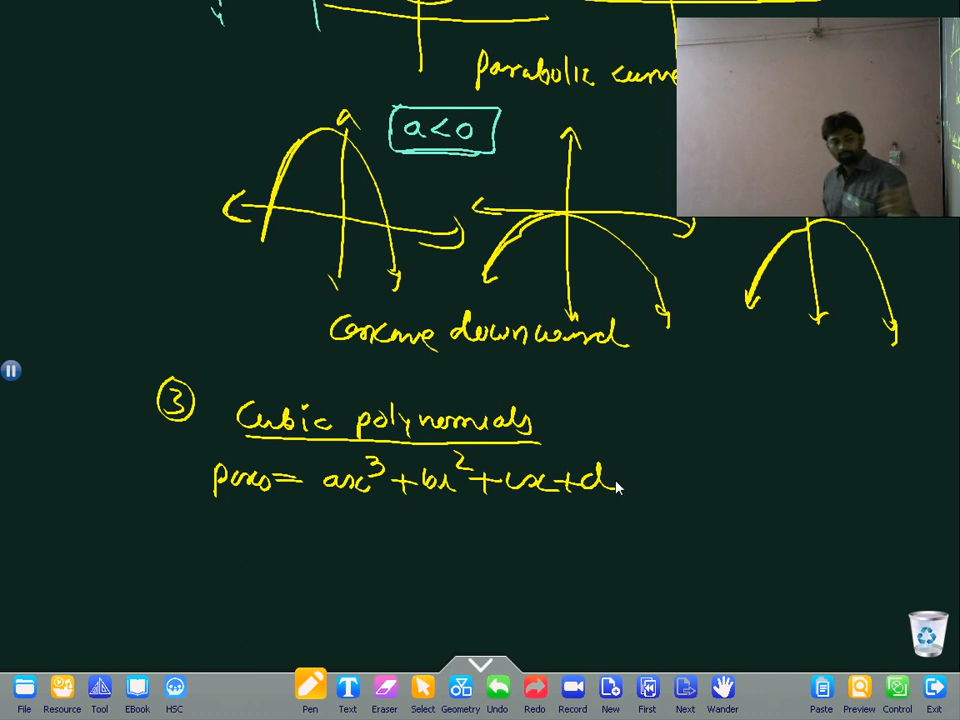 y
parabolic curve
a<0
concave downward
3
Cubic polynomials
p(x)= ax³+bx²+cx+d
File Resource Tool EBook HSC Pen Text Eraser Select Geometry Undo Redo Record New First Next Wander Paste Preview Control Exit